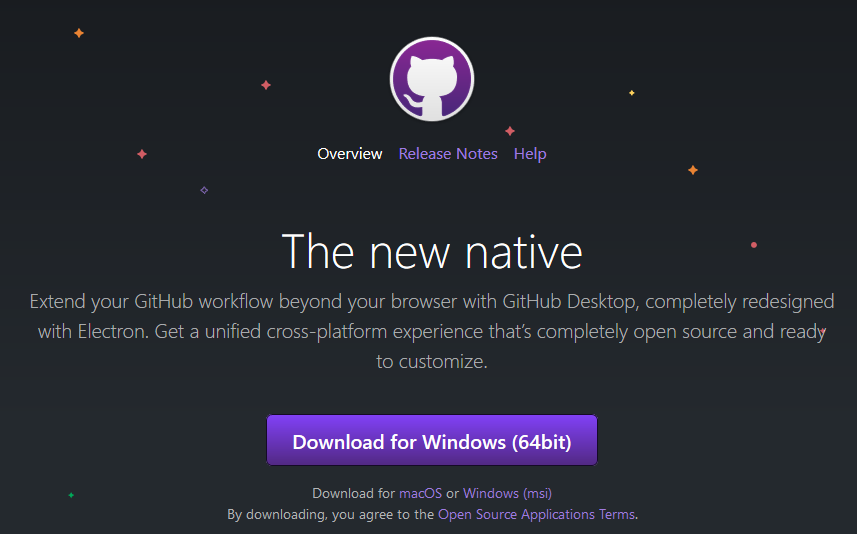 Overview Release Notes Help
The new native
Extend your GitHub workflow beyond your browser with GitHub Desktop, completely redesigned
with Electron. Get a unified cross-platform experience that’s completely open source and ready
to customize.
Download for Windows (64bit)
Download for macOS or Windows (msi)
By downloading, you agree to the Open Source Applications Terms.